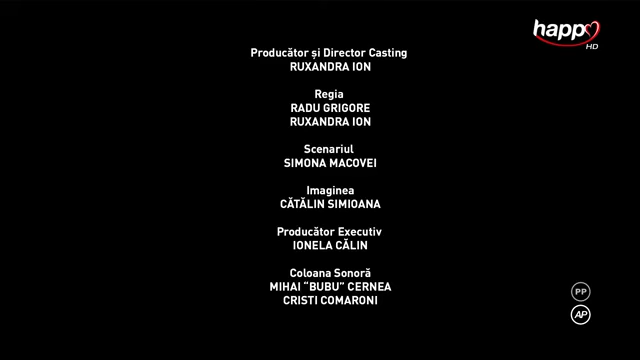 happy
HD
Producător și Director Casting
RUXANDRA ION
Regia
RADU GRIGORE
RUXANDRA ION
Scenariul
SIMONA MACOVEI
Imaginea
CĂTĂLIN SIMIOANA
Producător Executiv
IONELA CĂLIN
Coloana Sonoră
MIHAI “BUBU” CERNEA
CRISTI COMARONI
PP
AP